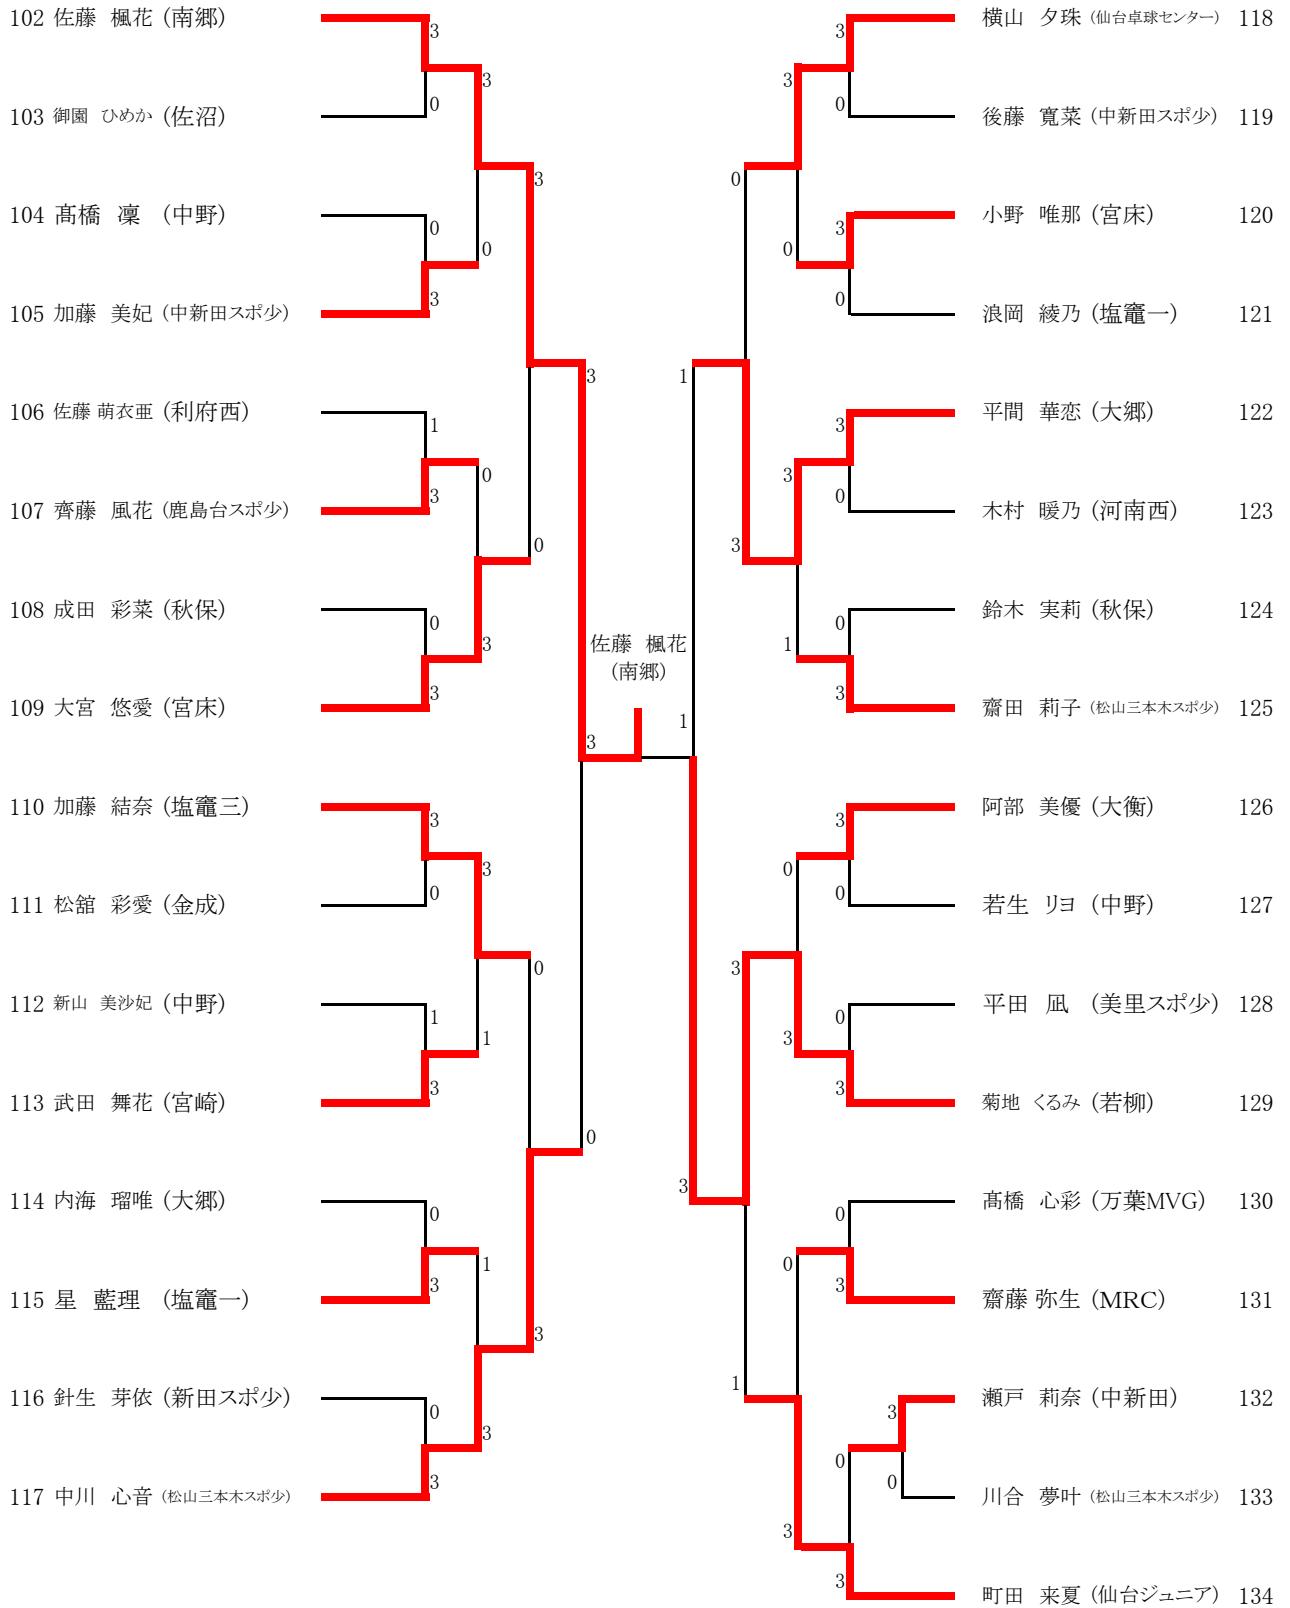 102 佐藤 楓花 (南郷)
103 御園 ひめか (佐沼)
104 髙橋 凜 (中野)
105 加藤 美妃 (中新田スポ少)
106 佐藤 萌衣亜 (利府西)
107 齊藤 風花 (鹿島台スポ少)
108 成田 彩菜 (秋保)
109 大宮 悠愛 (宮床)
110 加藤 結奈 (塩竈三)
111 松舘 彩愛 (金成)
112 新山 美沙妃 (中野)
113 武田 舞花 (宮崎)
114 内海 瑠唯 (大郷)
115 星 藍理 (塩竈一)
116 針生 芽依 (新田スポ少)
117 中川 心音 (松山三本木スポ少)
3
0
0
3
1
3
0
3
3
0
1
3
0
3
0
3
3
0
0
3
3
1
1
3
3
0
0
3
3
0
3
佐藤 楓花
(南郷)
1
1
3
0
3
3
1
3
0
3
1
0
3
0
0
3
3
0
3
0
3
0
0
3
3
0
0
3
0
3
3
0
3
横山 夕珠 (仙台卓球センター) 118
後藤 寛菜 (中新田スポ少) 119
小野 唯那 (宮床) 120
浪岡 綾乃 (塩竈一) 121
平間 華恋 (大郷) 122
木村 暖乃 (河南西) 123
鈴木 実莉 (秋保) 124
齋田 莉子 (松山三本木スポ少) 125
阿部 美優 (大衡) 126
若生 リヨ (中野) 127
平田 凪 (美里スポ少) 128
菊地 くるみ (若柳) 129
髙橋 心彩 (万葉MVG) 130
齋藤 弥生 (MRC) 131
瀬戸 莉奈 (中新田) 132
川合 夢叶 (松山三本木スポ少) 133
町田 来夏 (仙台ジュニア) 134